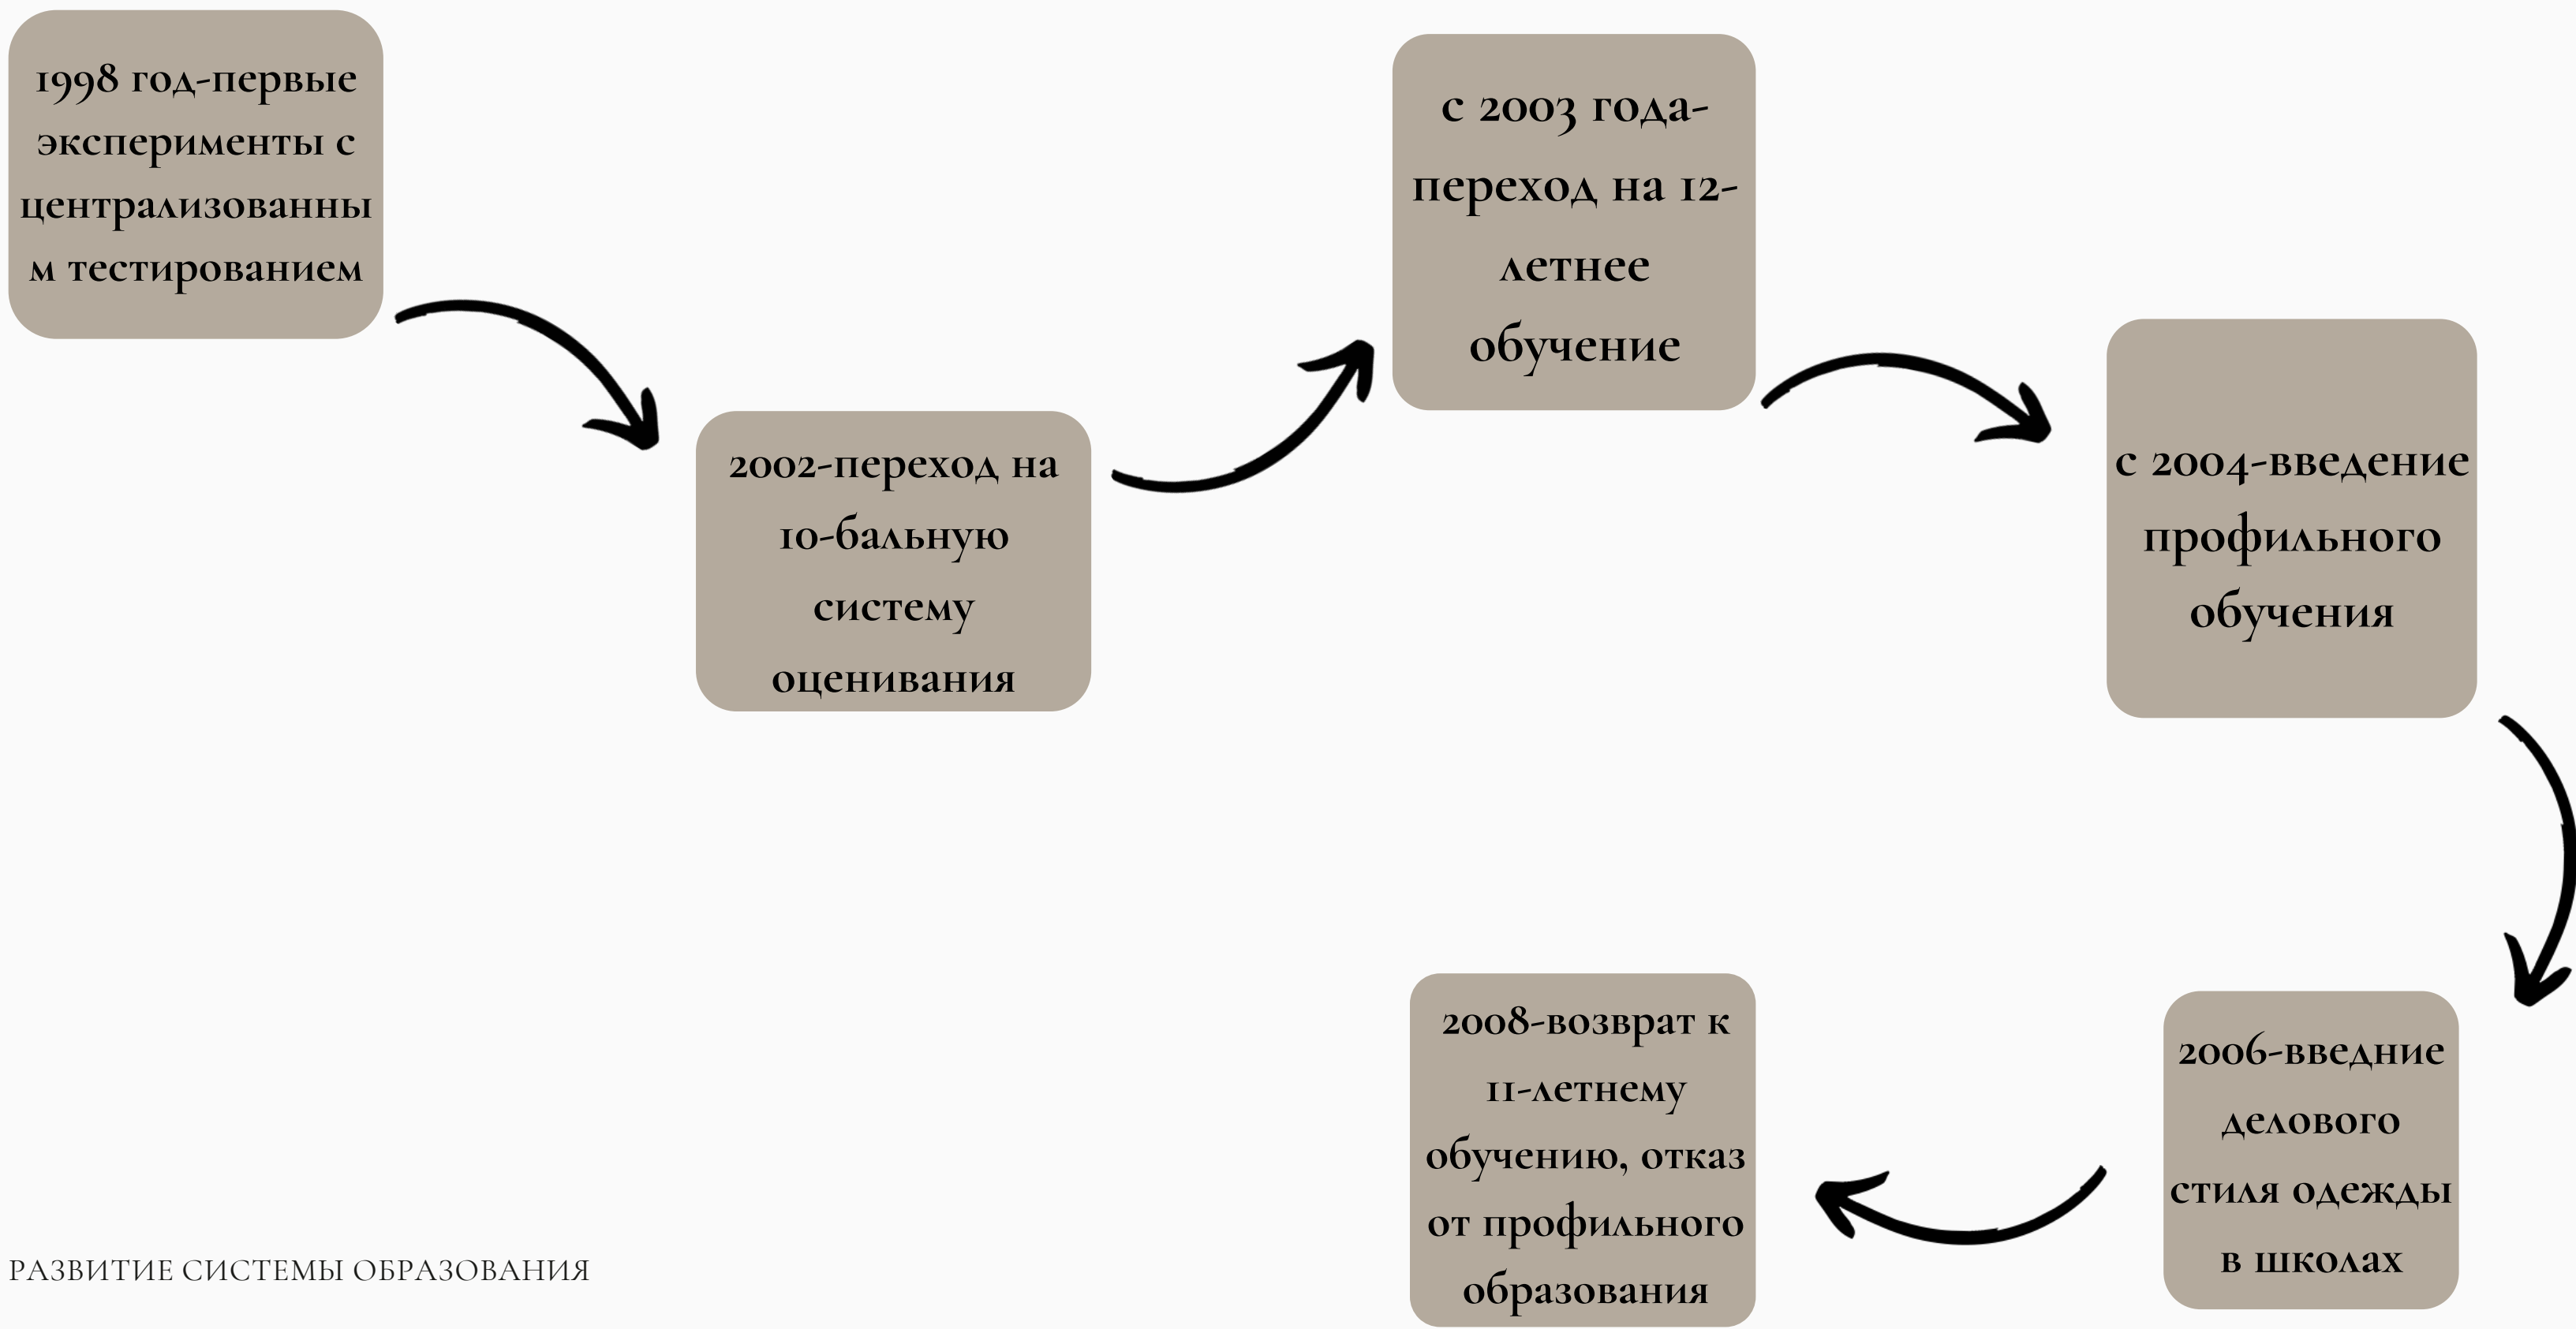 1998 год-первые
эксперименты с
централизованны
м тестированием
2002-переход на
10-бальную
систему
оценивания
с 2003 года-
переход на 12-
летнее
обучение
с 2004-введение
профильного
обучения
2006-введние
делового
стиля одежды
в школах
2008-возврат к
11-летнему
обучению, отказ
от профильного
образования
РАЗВИТИЕ СИСТЕМЫ ОБРАЗОВАНИЯ